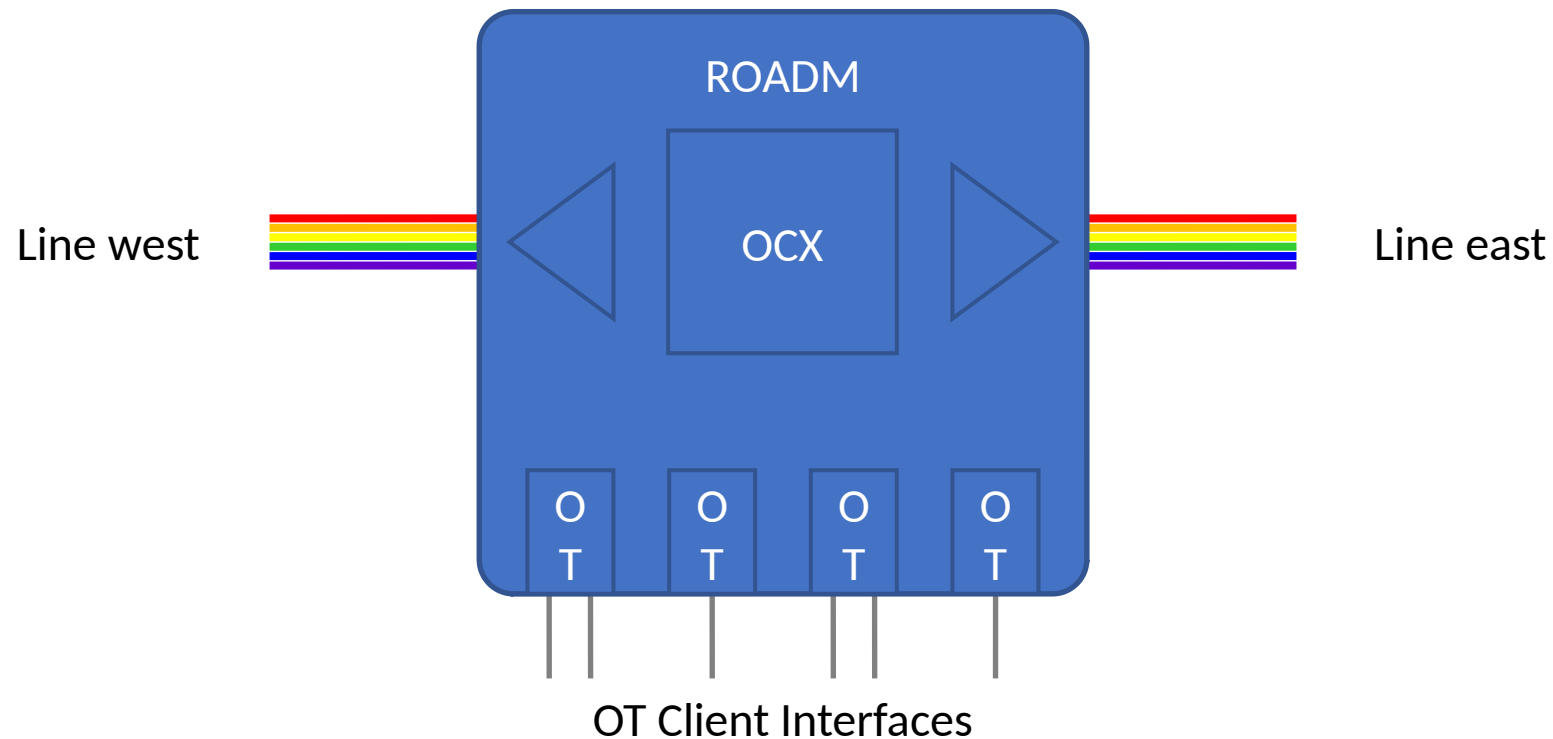 ROADM
Line west
OCX
Line east
O
T
O
T
O
T
O
T
OT Client Interfaces